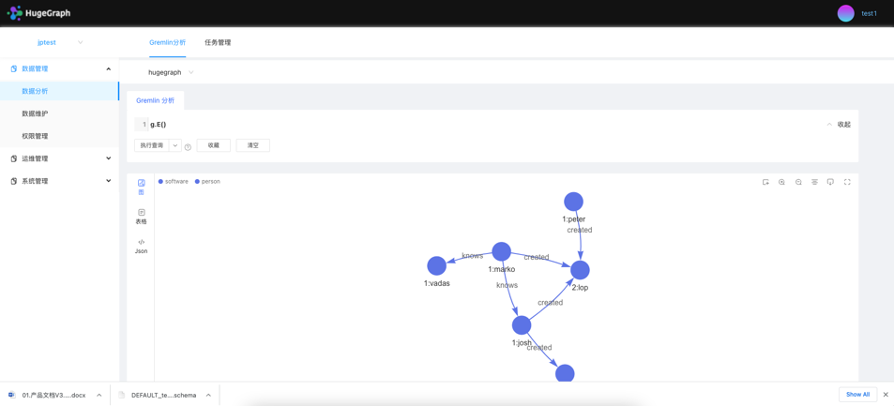 HugeGraph
test1
jptest
Gremlin分析
任务管理
数据管理
hugegraph
数据分析
Gremlin 分析
数据维护
1 g.E()
收起
权限管理
执行查询
收藏
清空
运维管理
系统管理
图
software
person
表格
Json
1:peter
created
knows
1:marko
created
1:vadas
knows
2:lop
created
1:josh
created
01.产品文档V3....docx
DEFAULT_te....schema
Show All